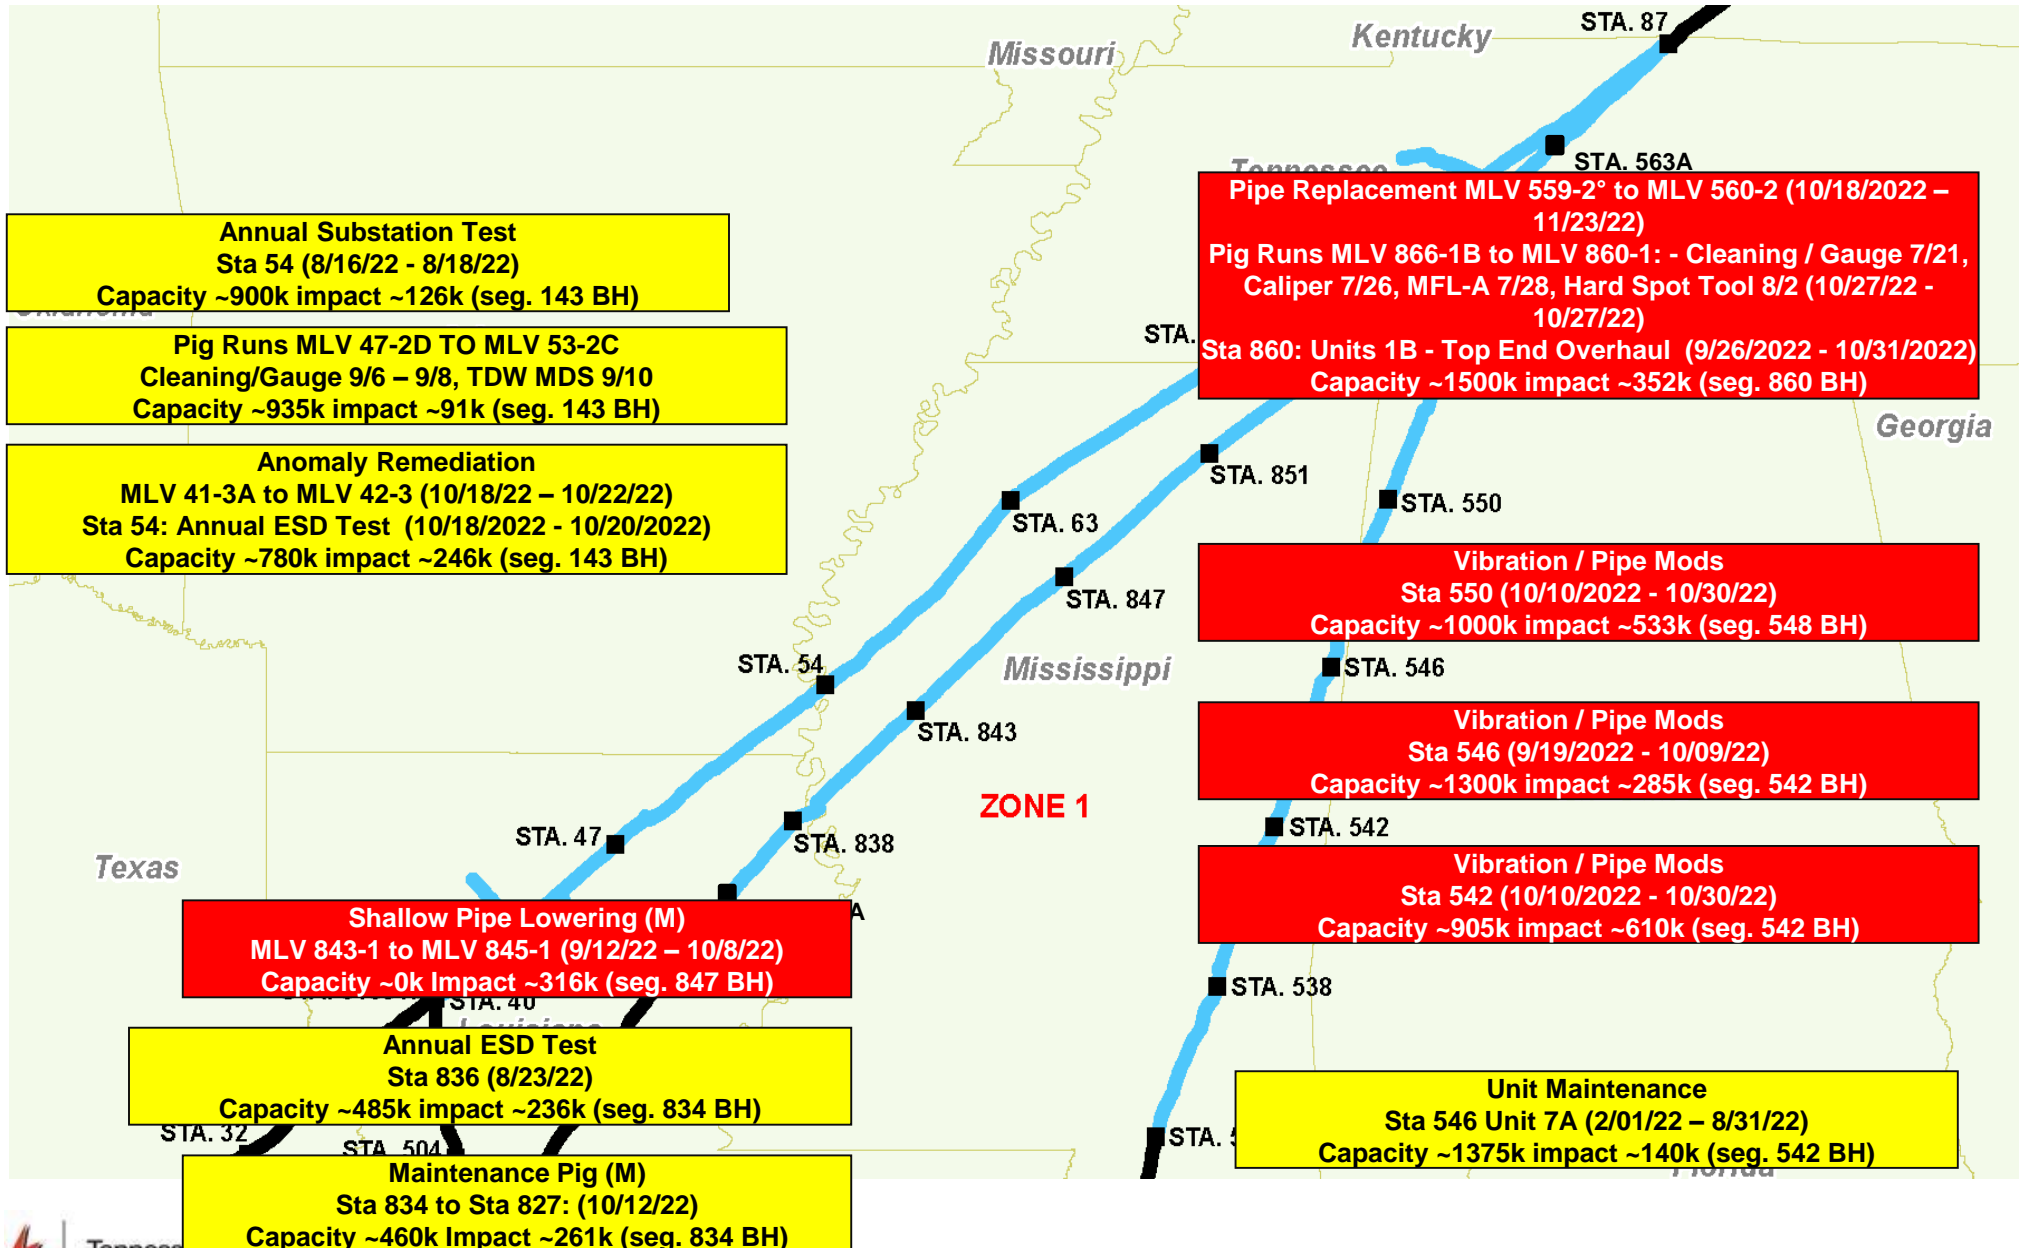 STA. 87
Kentucky
Missouri
STA. 563A
Tennessee
Pipe Replacement MLV 559-2° to MLV 560-2 (10/18/2022 –
11/23/22)
Pig Runs MLV 866-1B to MLV 860-1: - Cleaning / Gauge 7/21,
Caliper 7/26, MFL-A 7/28, Hard Spot Tool 8/2 (10/27/22 -
10/27/22)
Sta 860: Units 1B - Top End Overhaul (9/26/2022 - 10/31/2022)
Capacity ~1500k impact ~352k (seg. 860 BH)
Annual Substation Test
Sta 54 (8/16/22 - 8/18/22)
Capacity ~900k impact ~126k (seg. 143 BH)
Oklahoma
Pig Runs MLV 47-2D TO MLV 53-2C
Cleaning/Gauge 9/6 – 9/8, TDW MDS 9/10
Capacity ~935k impact ~91k (seg. 143 BH)
STA.
Georgia
Anomaly Remediation
MLV 41-3A to MLV 42-3 (10/18/22 – 10/22/22)
Sta 54: Annual ESD Test (10/18/2022 - 10/20/2022)
Capacity ~780k impact ~246k (seg. 143 BH)
STA. 851
STA. 550
STA. 63
Vibration / Pipe Mods
Sta 550 (10/10/2022 - 10/30/22)
Capacity ~1000k impact ~533k (seg. 548 BH)
STA. 847
STA. 54
Mississippi
STA. 546
Vibration / Pipe Mods
Sta 546 (9/19/2022 - 10/09/22)
Capacity ~1300k impact ~285k (seg. 542 BH)
STA. 843
ZONE 1
STA. 47
STA. 838
STA. 542
Texas
Vibration / Pipe Mods
Sta 542 (10/10/2022 - 10/30/22)
Capacity ~905k impact ~610k (seg. 542 BH)
A
Shallow Pipe Lowering (M)
MLV 843-1 to MLV 845-1 (9/12/22 – 10/8/22)
Capacity ~0k Impact ~316k (seg. 847 BH)
STA. 538
STA. 40
Louisiana
Annual ESD Test
Sta 836 (8/23/22)
Capacity ~485k impact ~236k (seg. 834 BH)
STA. 32
STA. 504
STA. 5
Unit Maintenance
Sta 546 Unit 7A (2/01/22 – 8/31/22)
Capacity ~1375k impact ~140k (seg. 542 BH)
Florida
Maintenance Pig (M)
Sta 834 to Sta 827: (10/12/22)
Capacity ~460k Impact ~261k (seg. 834 BH)